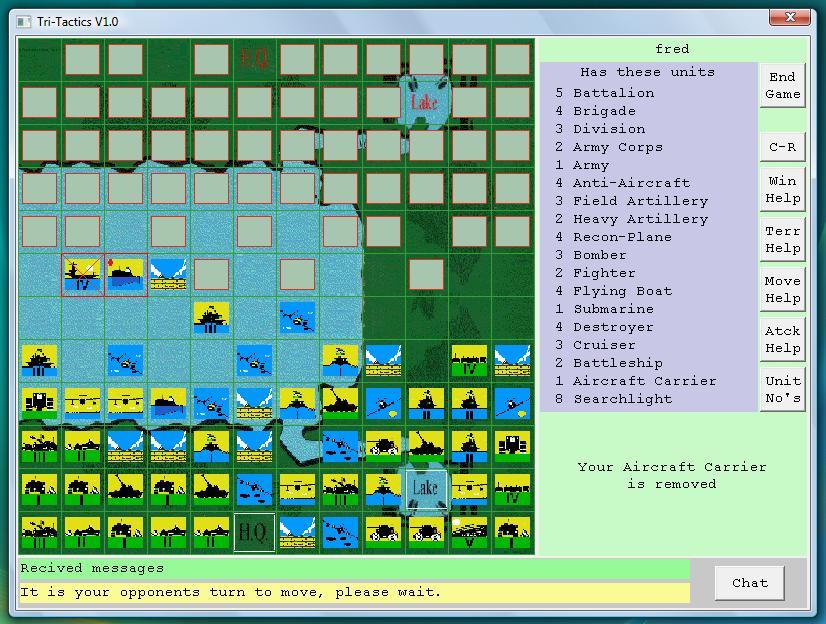 Tri-Tactics V1.0
H.Q.
Lake
fred
Has these units
5 Battalion
4 Brigade
3 Division
2 Army Corps
1 Army
4 Anti-Aircraft
3 Field Artillery
2 Heavy Artillery
4 Recon-Plane
3 Bomber
2 Fighter
4 Flying Boat
1 Submarine
4 Destroyer
3 Cruiser
2 Battleship
1 Aircraft Carrier
8 Searchlight
End
Game
C-R
Win
Help
Terr
Help
Move
Help
Atck
Help
Unit
No's
Your Aircraft Carrier
is removed
Lake
H.Q.
Recived messages
It is your opponents turn to move, please wait.
Chat